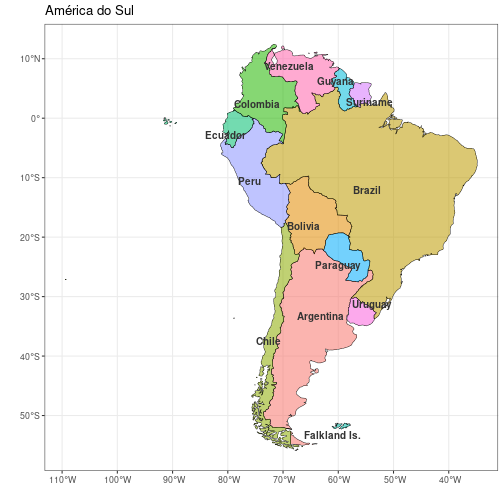 América do Sul
10°N
0°
10°S
20°S
30°S
40°S
50°S
Venezuela
Guyana
Suriname
Colombia
Ecuador
Peru
Brazil
Bolivia
Paraguay
Uruguay
Argentina
Chile
Falkland Is.
110°W
100°W
90°W
80°W
70°W
60°W
50°W
40°W